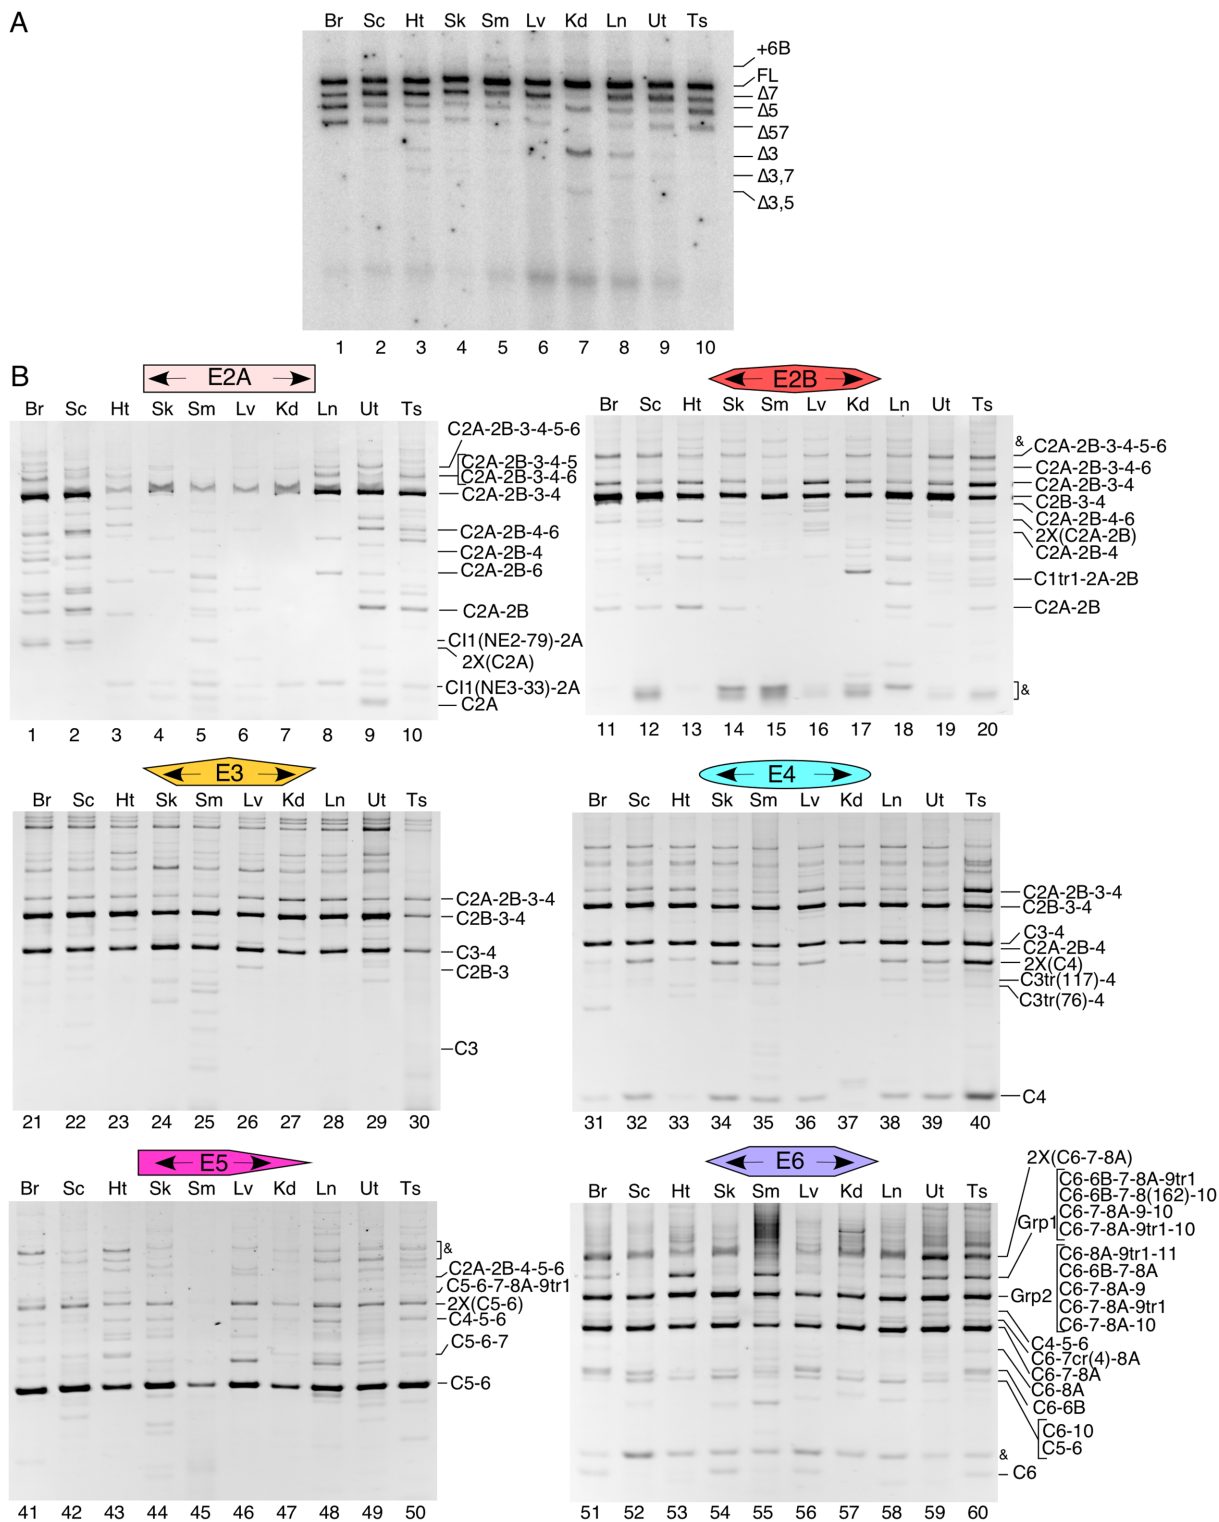 A
Br Sc Ht Sk Sm Lv Kd Ln Ut Ts
+6B
FL
Δ7
Δ5
Δ57
Δ3
Δ3,7
Δ3,5
1 2 3 4 5 6 7 8 9 10
B
E2A
Br Sc Ht Sk Sm Lv Kd Ln Ut Ts
C2A-2B-3-4-5-6
C2A-2B-3-4-5
C2A-2B-3-4-6
C2A-2B-3-4
C2A-2B-4-6
C2A-2B-4
C2A-2B-6
C2A-2B
CI1(NE2-79)-2A
2X(C2A)
CI1(NE3-33)-2A
C2A
1 2 3 4 5 6 7 8 9 10
E2B
Br Sc Ht Sk Sm Lv Kd Ln Ut Ts
&
C2A-2B-3-4-5-6
C2A-2B-3-4-6
C2A-2B-3-4
C2B-3-4
C2A-2B-4-6
2X(C2A-2B)
C2A-2B-4
C1tr1-2A-2B
C2A-2B
&
11 12 13 14 15 16 17 18 19 20
E3
Br Sc Ht Sk Sm Lv Kd Ln Ut Ts
C2A-2B-3-4
C2B-3-4
C3-4
C2B-3
C3
21 22 23 24 25 26 27 28 29 30
E4
Br Sc Ht Sk Sm Lv Kd Ln Ut Ts
C2A-2B-3-4
C2B-3-4
C3-4
C2A-2B-4
2X(C4)
C3tr(117)-4
C3tr(76)-4
C4
31 32 33 34 35 36 37 38 39 40
E5
Br Sc Ht Sk Sm Lv Kd Ln Ut Ts
&
C2A-2B-4-5-6
C5-6-7-8A-9tr1
2X(C5-6)
C4-5-6
C5-6-7
C5-6
41 42 43 44 45 46 47 48 49 50
E6
Br Sc Ht Sk Sm Lv Kd Ln Ut Ts
2X(C6-7-8A)
Grp1
C6-6B-7-8A-9tr1
C6-6B-7-8(162)-10
C6-7-8A-9-10
C6-7-8A-9tr1-10
Grp2
C6-8A-9tr1-11
C6-6B-7-8A
C6-7-8A-9
C6-7-8A-9tr1
C6-7-8A-10
C4-5-6
C6-7cr(4)-8A
C6-7-8A
C6-8A
C6-6B
C6-10
C5-6
&
C6
51 52 53 54 55 56 57 58 59 60